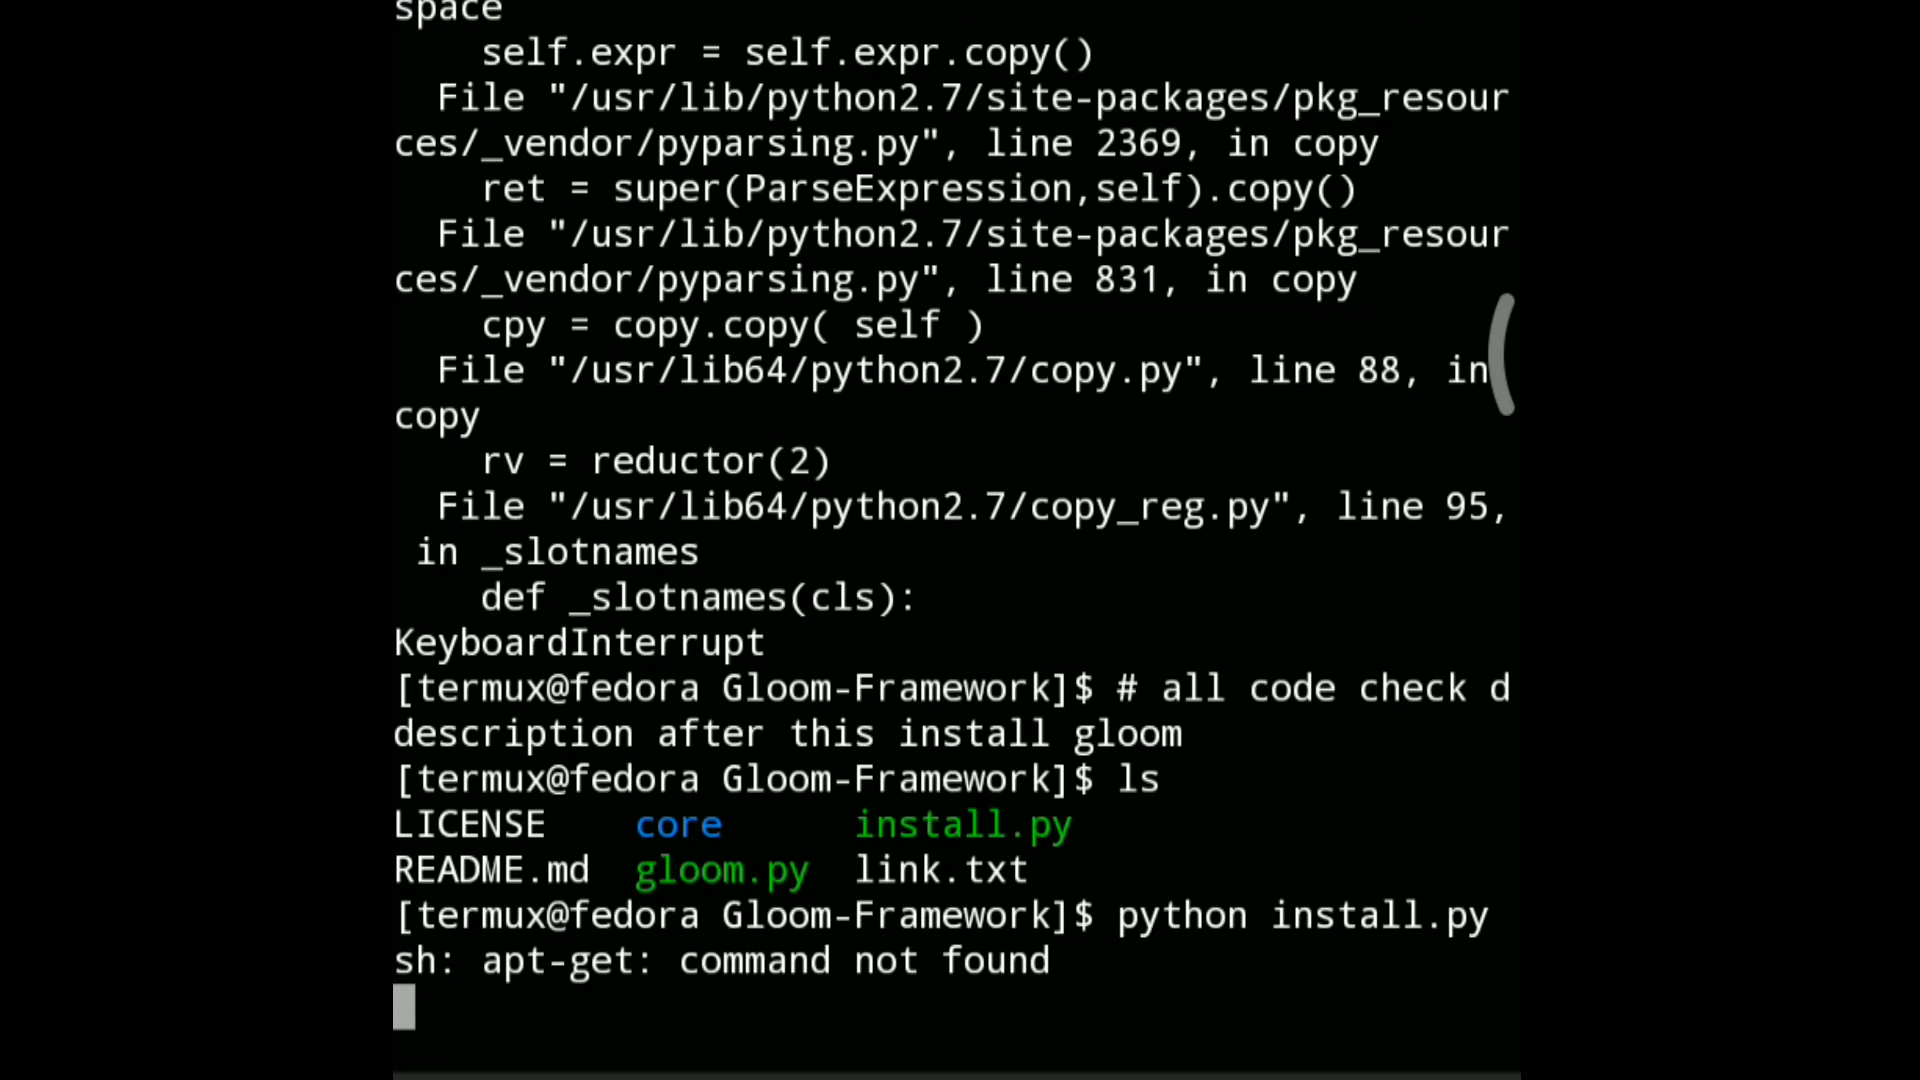 space
    self.expr = self.expr.copy()
  File "/usr/lib/python2.7/site-packages/pkg_resour
ces/_vendor/pyparsing.py", line 2369, in copy
    ret = super(ParseExpression,self).copy()
  File "/usr/lib/python2.7/site-packages/pkg_resour
ces/_vendor/pyparsing.py", line 831, in copy
    cpy = copy.copy( self )
  File "/usr/lib64/python2.7/copy.py", line 88, in
copy
    rv = reductor(2)
  File "/usr/lib64/python2.7/copy_reg.py", line 95,
 in _slotnames
    def _slotnames(cls):
KeyboardInterrupt
[termux@fedora Gloom-Framework]$ # all code check d
description after this install gloom
[termux@fedora Gloom-Framework]$ ls
LICENSE    core      install.py
README.md  gloom.py  link.txt
[termux@fedora Gloom-Framework]$ python install.py
sh: apt-get: command not found